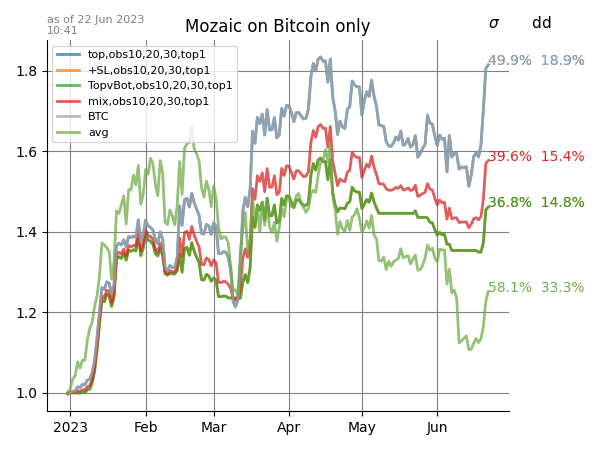 as of 22 Jun 2023
10:41
Mozaic on Bitcoin only
σ dd
top,obs10,20,30,top1
+SL,obs10,20,30,top1
TopvBot,obs10,20,30,top1
mix,obs10,20,30,top1
BTC
avg
49.9% 18.9%
39.6% 15.4%
36.8% 14.8%
58.1% 33.3%
1.8
1.6
1.4
1.2
1.0
2023 Feb Mar Apr May Jun